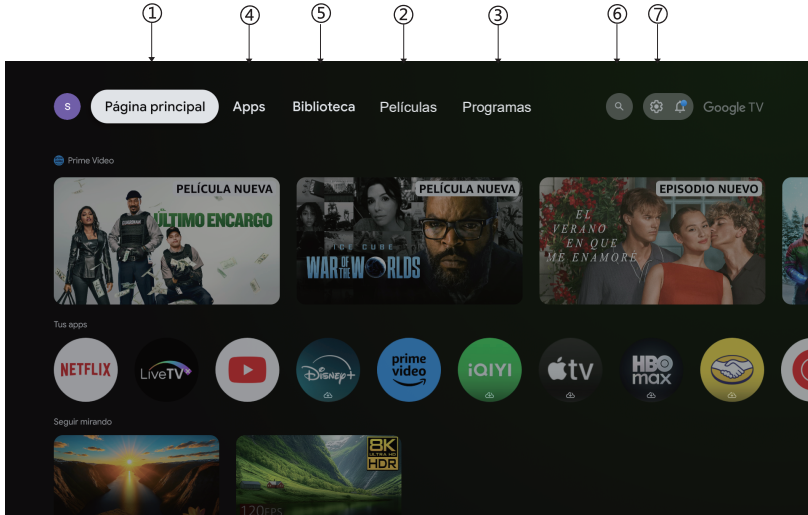 ① ④ ⑤ ② ③ ⑥ ⑦
S Página principal Apps Biblioteca Películas Programas Google TV
Prime Video
PELÍCULA NUEVA
ÚLTIMO ENCARGO
PELÍCULA NUEVA
ICE CUBE
WAR OF THE WORLDS
EPISODIO NUEVO
EL
VERANO
EN QUE
ME ENAMORÉ
Tus apps
NETFLIX
LiveTV
Disney+
prime
video
iQIYI
tv
HBO
max
Seguir mirando
8K
ULTRA HD
HDR
120FPS